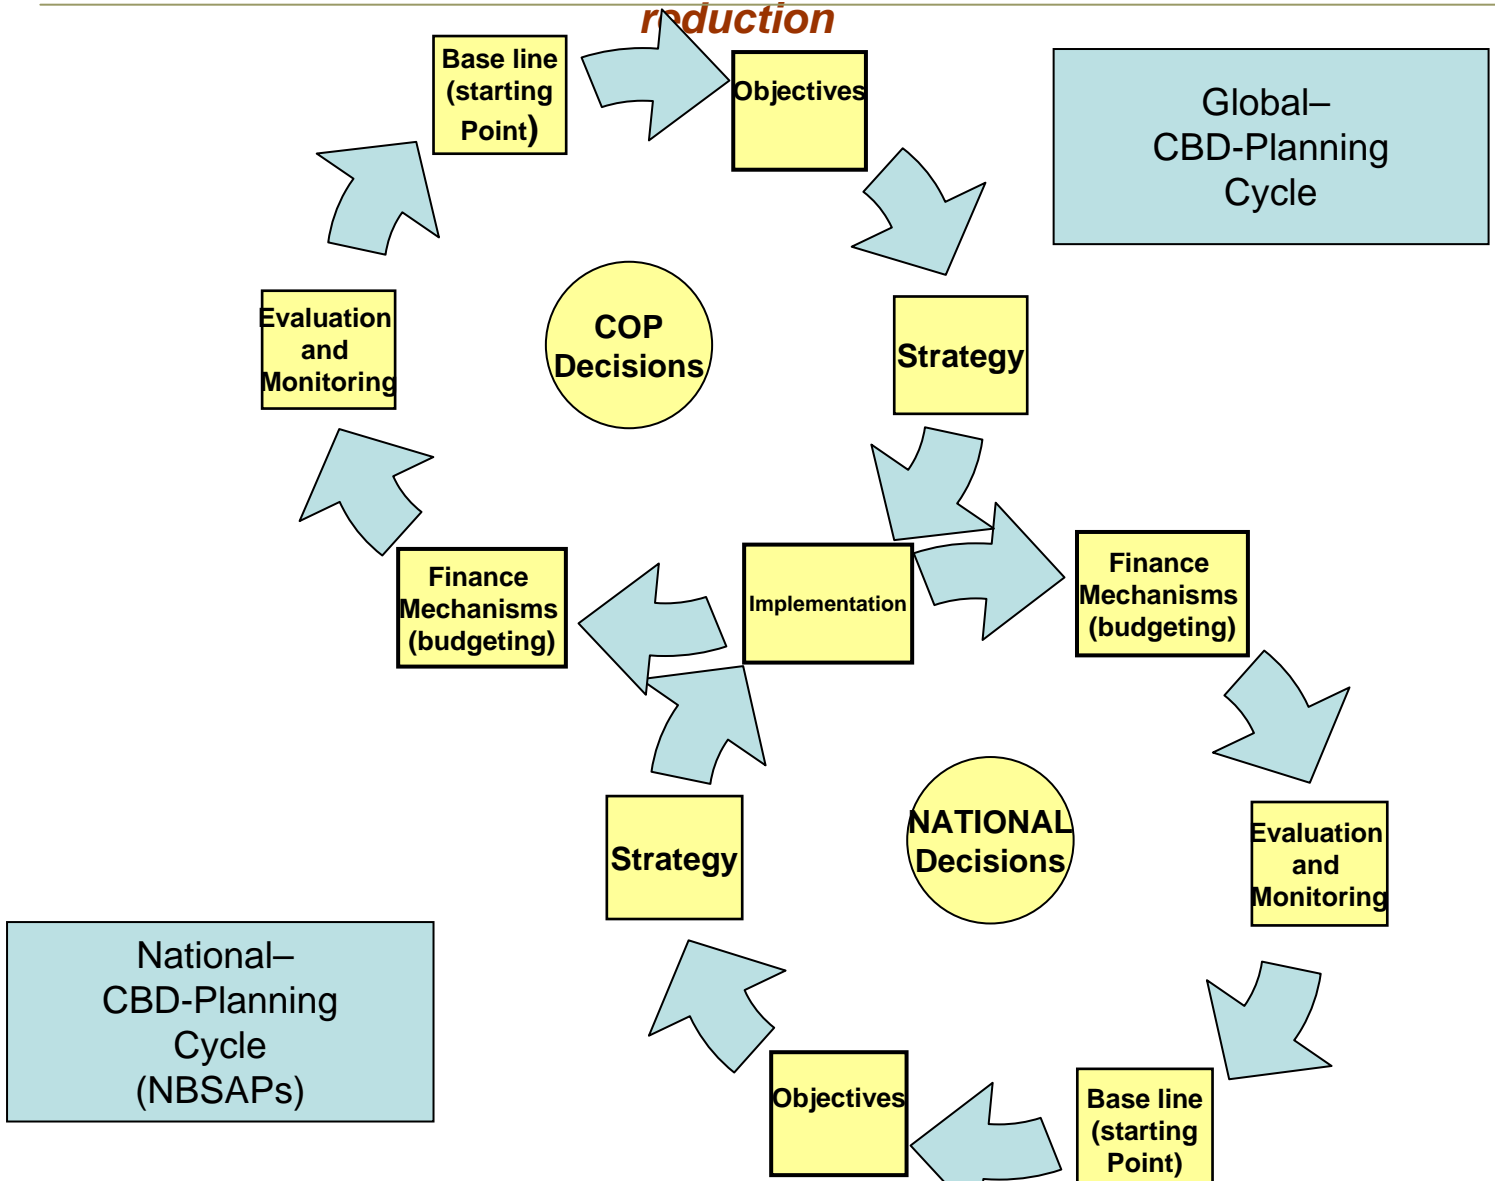 reduction
Base line
(starting
Point)
Objectives
Global–
CBD-Planning
Cycle
Evaluation
and
Monitoring
COP
Decisions
Strategy
Finance
Mechanisms
(budgeting)
Implementation
Finance
Mechanisms
(budgeting)
Strategy
NATIONAL
Decisions
Evaluation
and
Monitoring
National–
CBD-Planning
Cycle
(NBSAPs)
Objectives
Base line
(starting
Point)